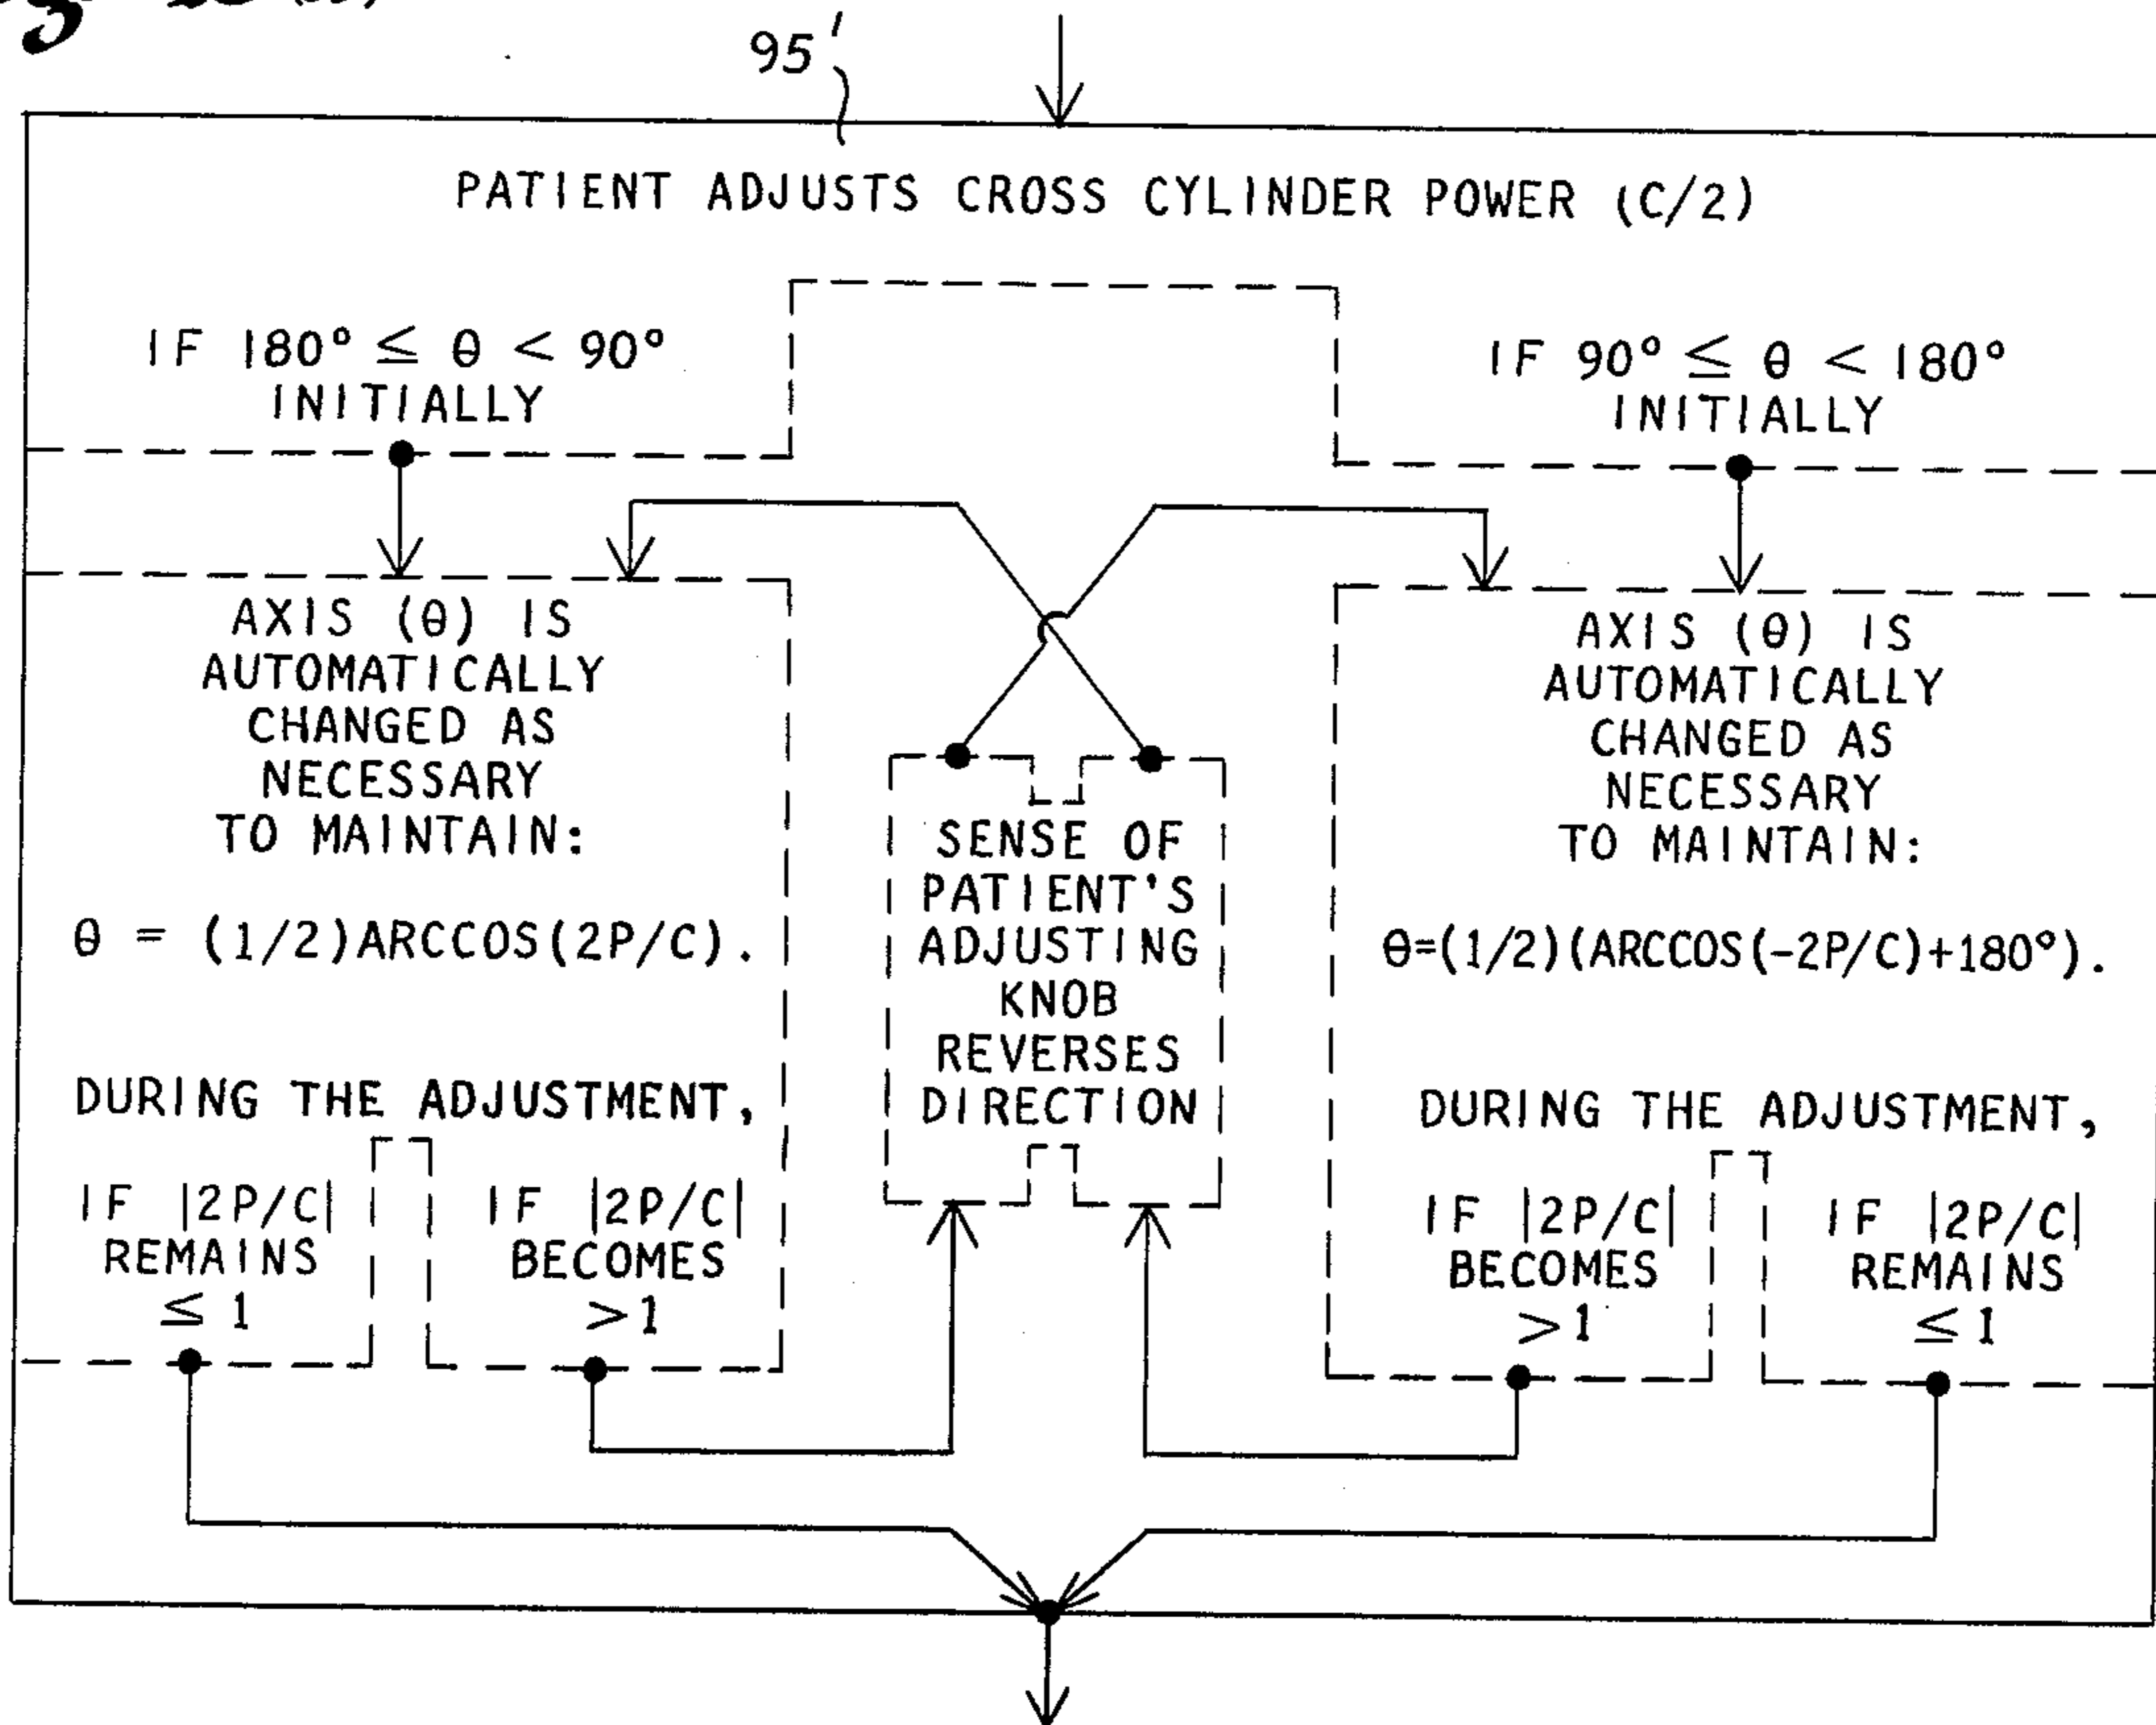 95'
PATIENT ADJUSTS CROSS CYLINDER POWER (C/2)
IF 180° ≤ θ < 90°
INITIALLY
IF 90° ≤ θ < 180°
INITIALLY
AXIS (θ) IS
AUTOMATICALLY
CHANGED AS
NECESSARY
TO MAINTAIN:
θ = (1/2)ARCCOS(2P/C).
DURING THE ADJUSTMENT,
IF |2P/C|
REMAINS
≤ 1
IF |2P/C|
BECOMES
>1
SENSE OF
PATIENT'S
ADJUSTING
KNOB
REVERSES
DIRECTION
AXIS (θ) IS
AUTOMATICALLY
CHANGED AS
NECESSARY
TO MAINTAIN:
θ=(1/2)(ARCCOS(-2P/C)+180°).
DURING THE ADJUSTMENT,
IF |2P/C|
BECOMES
>1
IF |2P/C|
REMAINS
≤ 1